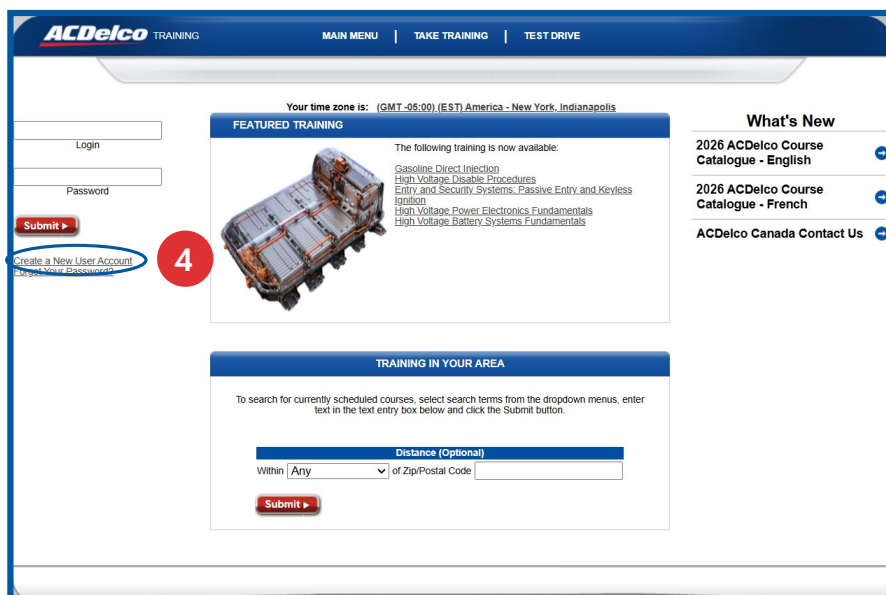 ACDelco TRAINING
MAIN MENU | TAKE TRAINING | TEST DRIVE
Your time zone is: (GMT -05:00) (EST) America - New York, Indianapolis
Login
Password
Submit
Create a New User Account
Forgot Your Password?
4
FEATURED TRAINING
The following training is now available:
Gasoline Direct Injection
High Voltage Disable Procedures
Entry and Security Systems: Passive Entry and Keyless
Ignition
High Voltage Power Electronics Fundamentals
High Voltage Battery Systems Fundamentals
TRAINING IN YOUR AREA
To search for currently scheduled courses, select search terms from the dropdown menus, enter
text in the text entry box below and click the Submit button.
Distance (Optional)
Within Any of Zip/Postal Code
Submit
What's New
2026 ACDelco Course
Catalogue - English
2026 ACDelco Course
Catalogue - French
ACDelco Canada Contact Us